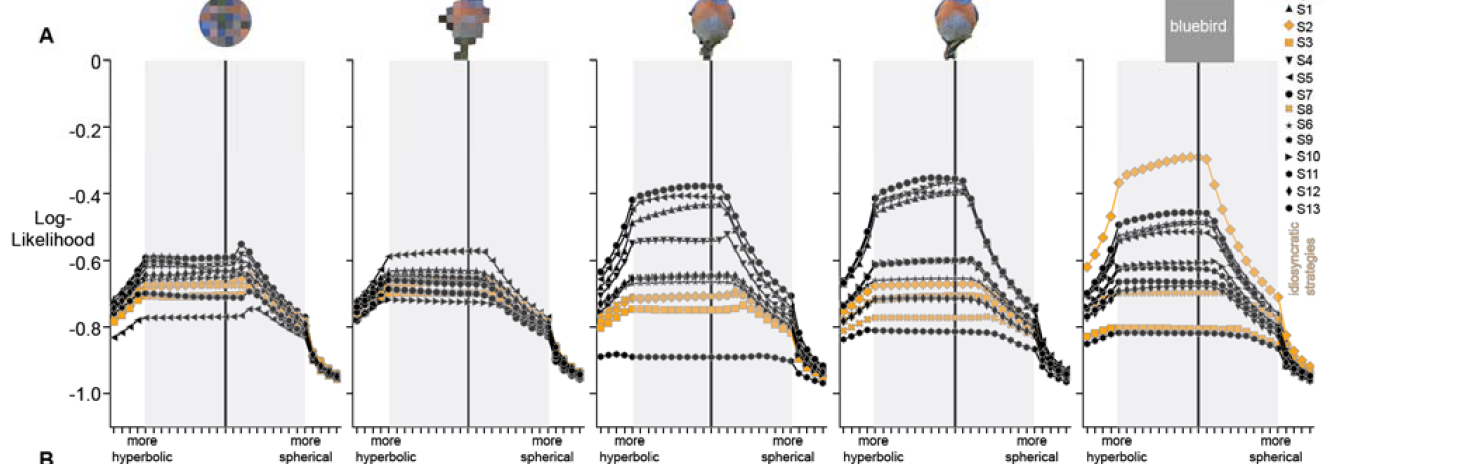 A
bluebird
0
-0.2
-0.4
-0.6
-0.8
-1.0
Log-
Likelihood
S1
S2
S3
S4
S5
S7
S8
S6
S9
S10
S11
S12
S13
idiosyncratic
strategies
more
hyperbolic
more
spherical
more
hyperbolic
more
spherical
more
hyperbolic
more
spherical
more
hyperbolic
more
spherical
more
hyperbolic
more
spherical
B